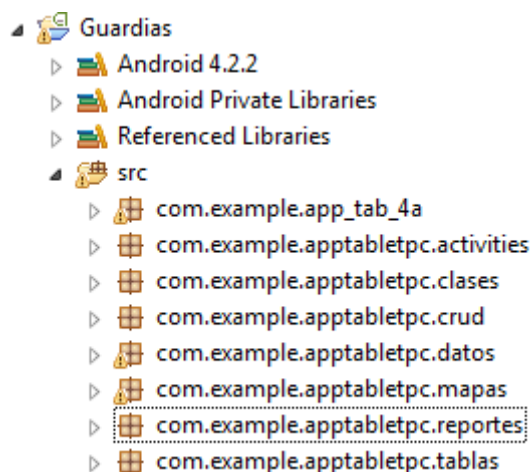 Guardias
Android 4.2.2
Android Private Libraries
Referenced Libraries
src
com.example.app_tab_4a
com.example.apptabletpc.activities
com.example.apptabletpc.clases
com.example.apptabletpc.crud
com.example.apptabletpc.datos
com.example.apptabletpc.mapas
com.example.apptabletpc.reportes
com.example.apptabletpc.tablas